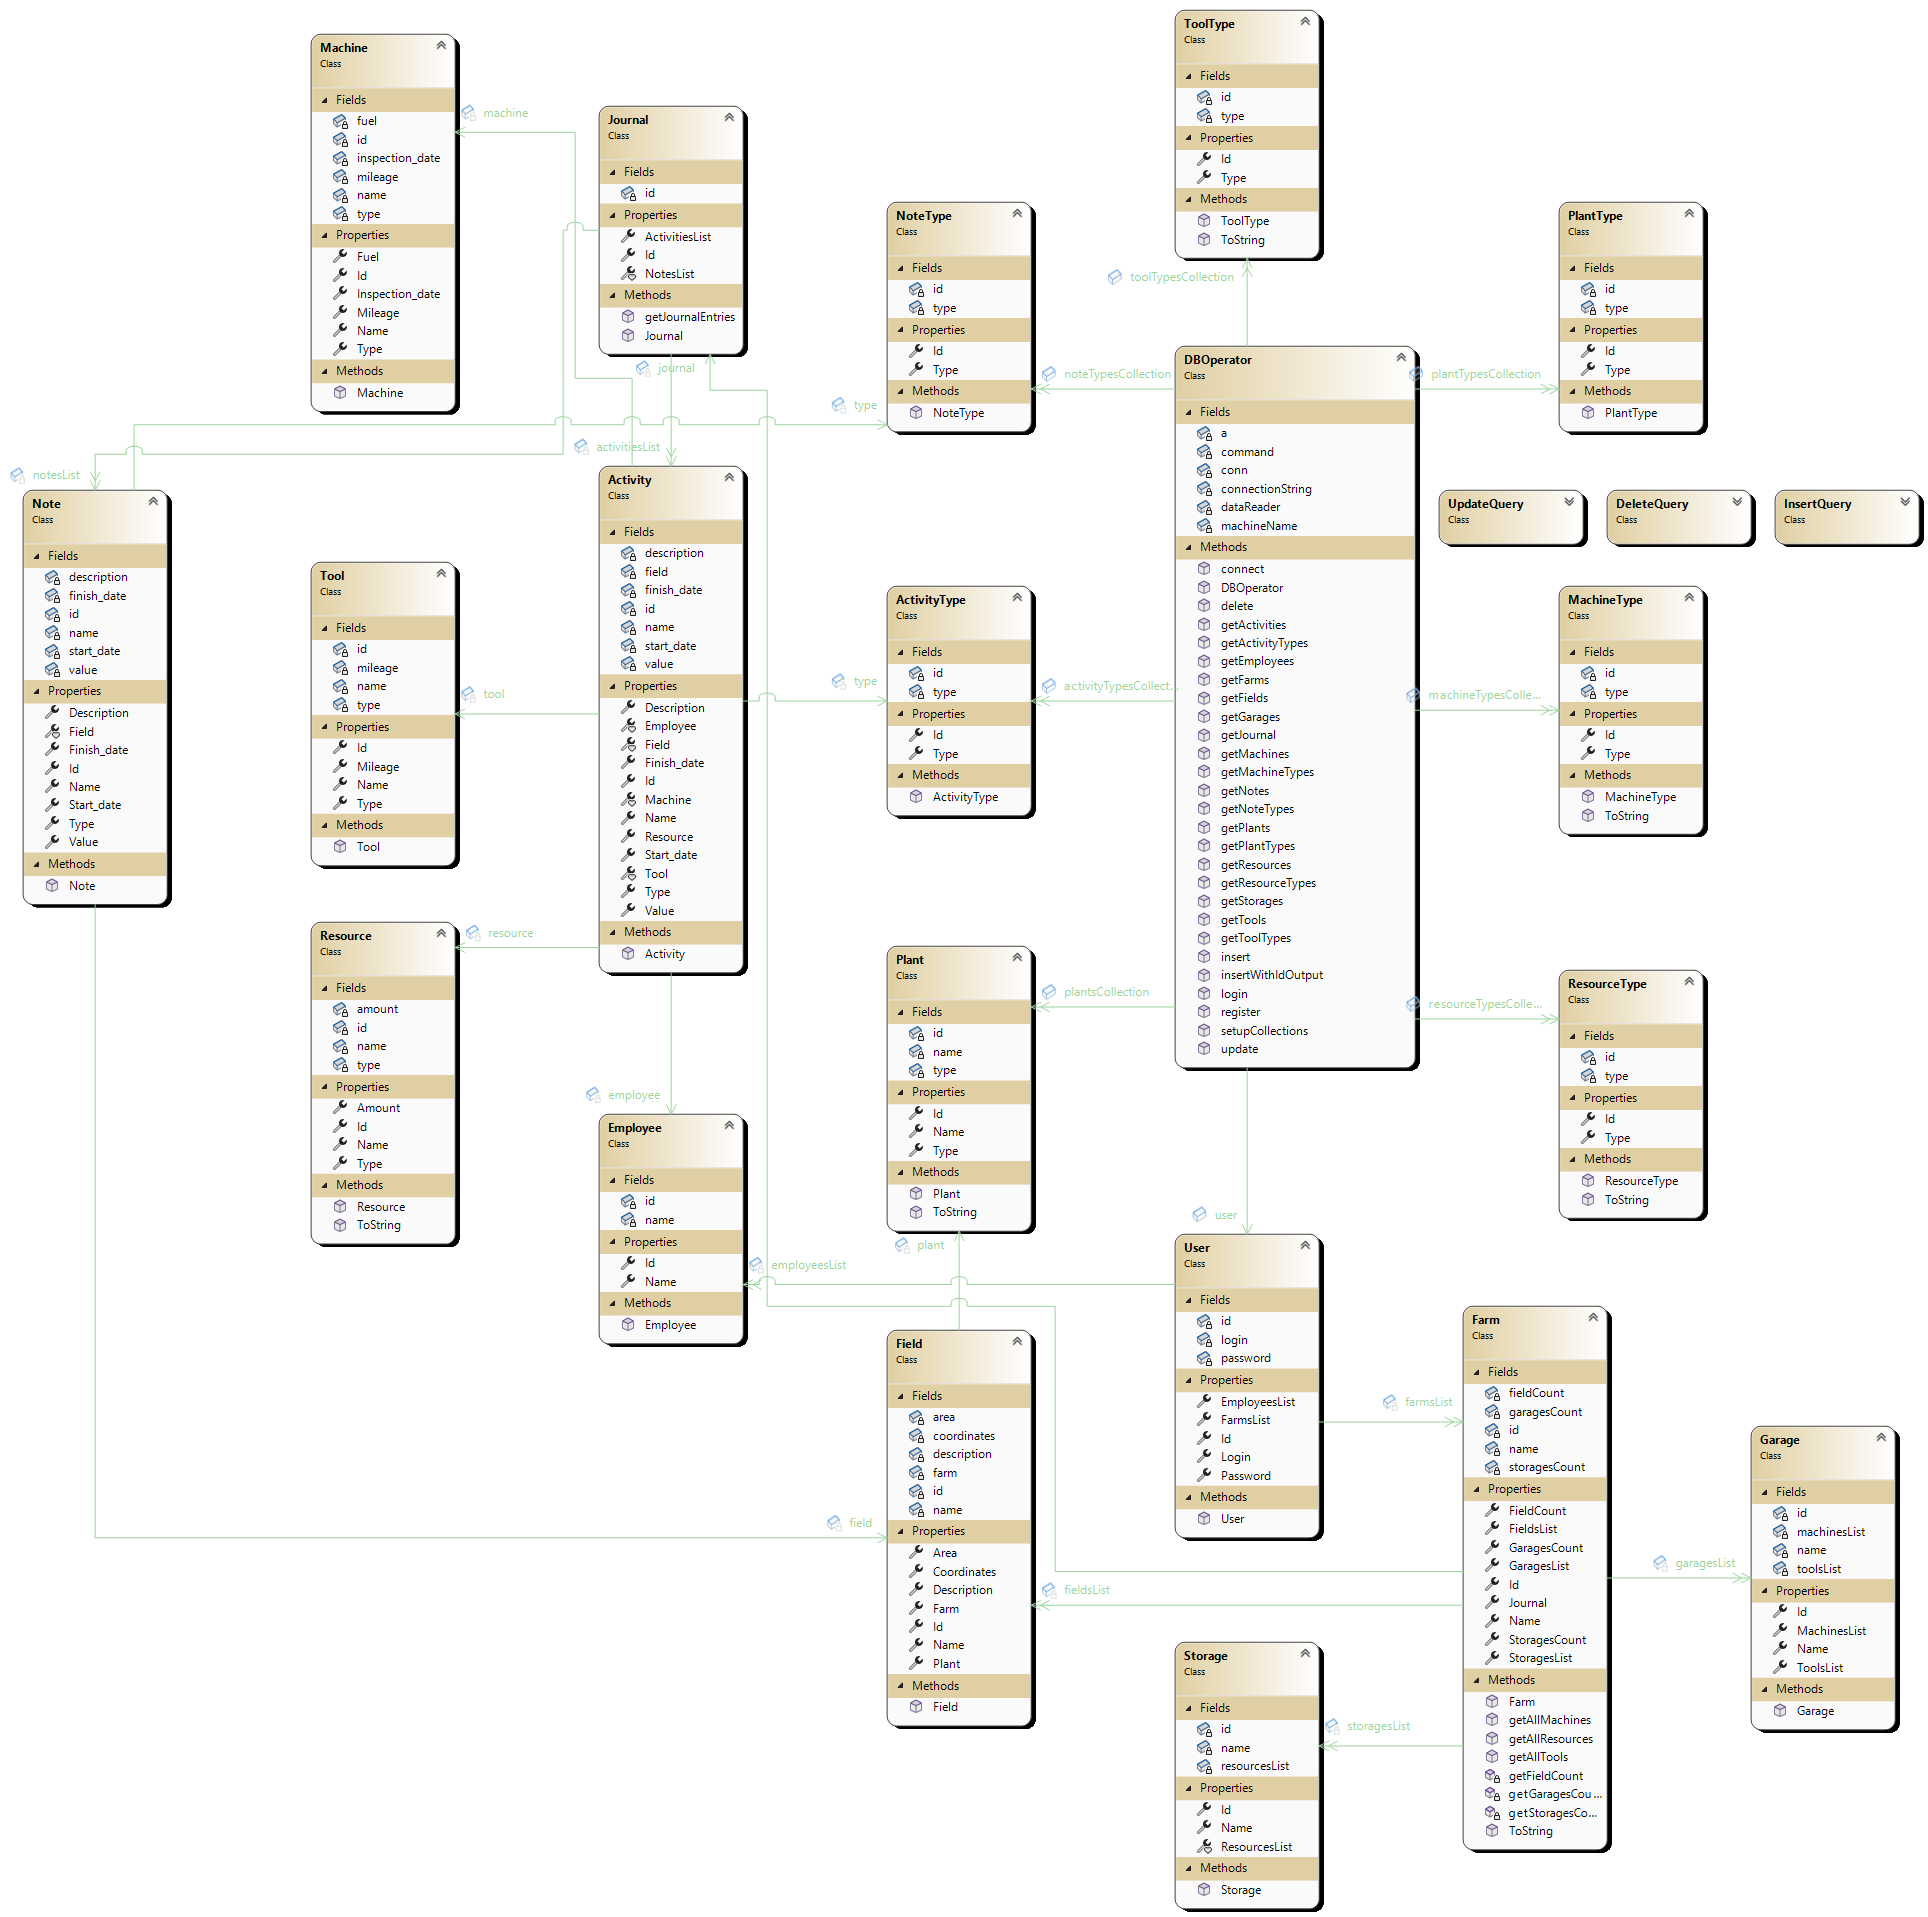 Machine
Class
Fields
fuel
id
inspection_date
mileage
name
type
Properties
Fuel
Id
Inspection_date
Mileage
Name
Type
Methods
Machine
machine
Journal
Class
Fields
id
Properties
ActivitiesList
Id
NotesList
Methods
getJournalEntries
Journal
journal
NoteType
Class
Fields
id
type
Properties
Id
Type
Methods
NoteType
type
ToolType
Class
Fields
id
type
Properties
Id
Type
Methods
ToolType
ToString
toolTypesCollection
PlantType
Class
Fields
id
type
Properties
Id
Type
Methods
PlantType
noteTypesCollection
plantTypesCollection
DBOperator
Class
Fields
a
command
conn
connectionString
dataReader
machineName
Methods
connect
DBOperator
delete
getActivities
getActivityTypes
getEmployees
getFarms
getFields
getGarages
getJournal
getMachines
getMachineTypes
getNotes
getNoteTypes
getPlants
getPlantTypes
getResources
getResourceTypes
getStorages
getTools
getToolTypes
insert
insertWithIdOutput
login
register
setupCollections
update
UpdateQuery
Class
DeleteQuery
Class
InsertQuery
Class
notesList
Note
Class
Fields
description
finish_date
id
name
start_date
value
Properties
Description
Field
Finish_date
Id
Name
Start_date
Type
Value
Methods
Note
Tool
Class
Fields
id
mileage
name
type
Properties
Id
Mileage
Name
Type
Methods
Tool
tool
activitiesList
Activity
Class
Fields
description
field
finish_date
id
name
start_date
value
Properties
Description
Employee
Field
Finish_date
Id
Machine
Name
Resource
Start_date
Tool
Type
Value
Methods
Activity
type
ActivityType
Class
Fields
id
type
Properties
Id
Type
Methods
ActivityType
activityTypesCollect...
machineTypesColle...
MachineType
Class
Fields
id
type
Properties
Id
Type
Methods
MachineType
ToString
Resource
Class
Fields
amount
id
name
type
Properties
Amount
Id
Name
Type
Methods
Resource
ToString
resource
employee
Employee
Class
Fields
id
name
Properties
Id
Name
Methods
Employee
employeesList
Plant
Class
Fields
id
name
type
Properties
Id
Name
Type
Methods
Plant
ToString
plantsCollection
plant
resourceTypesColle...
ResourceType
Class
Fields
id
type
Properties
Id
Type
Methods
ResourceType
ToString
user
User
Class
Fields
id
login
password
Properties
EmployeesList
FarmsList
Id
Login
Password
Methods
User
farmsList
field
Field
Class
Fields
area
coordinates
description
farm
id
name
Properties
Area
Coordinates
Description
Farm
Id
Name
Plant
Methods
Field
fieldsList
Farm
Class
Fields
fieldCount
garagesCount
id
name
storagesCount
Properties
FieldCount
FieldsList
GaragesCount
GaragesList
Id
Journal
Name
StoragesCount
StoragesList
Methods
Farm
getAllMachines
getAllResources
getAllTools
getFieldCount
getGaragesCou...
getStoragesCo...
ToString
garagesList
Garage
Class
Fields
id
machinesList
name
toolsList
Properties
Id
MachinesList
Name
ToolsList
Methods
Garage
storagesList
Storage
Class
Fields
id
name
resourcesList
Properties
Id
Name
ResourcesList
Methods
Storage